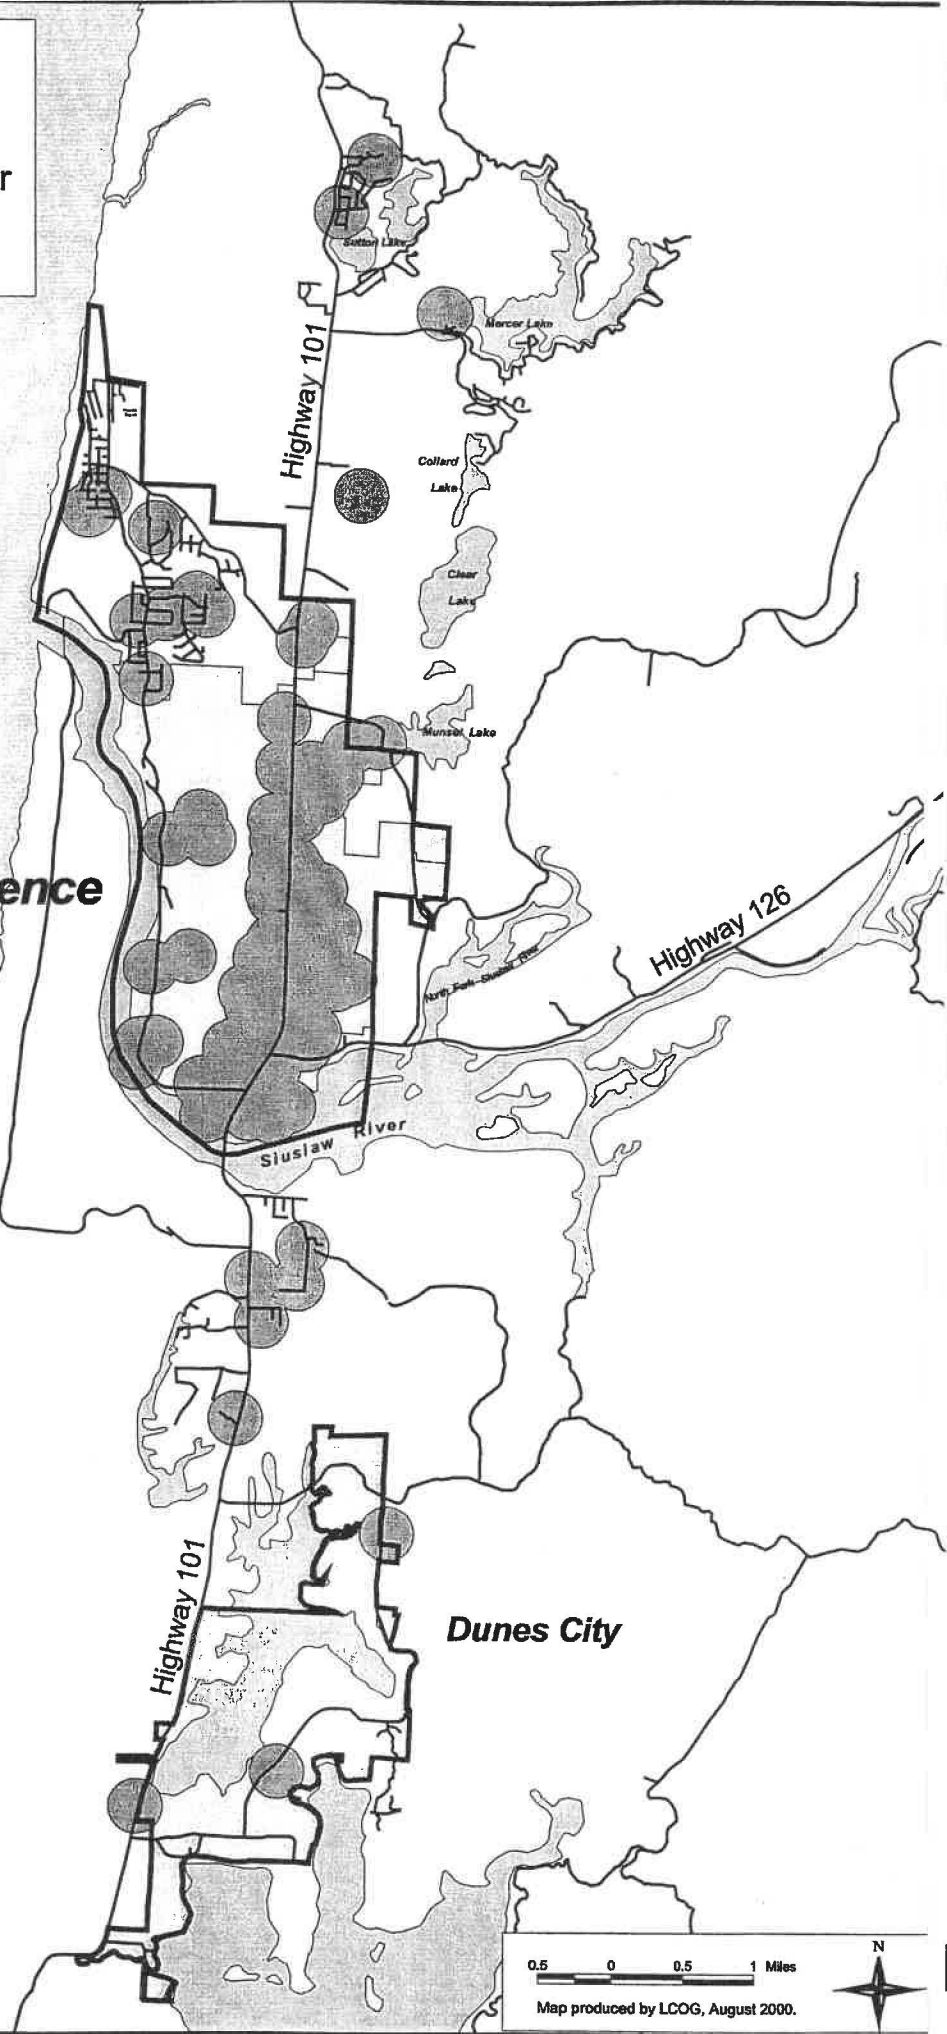 r
Sutton Lake
Mercer Lake
Highway 101
Collard
Lake
Clear
Lake
Munsel Lake
ence
Highway 126
North Fork Siuslaw River
Siuslaw River
Highway 101
Dunes City
N
0.5 0 0.5 1 Miles
Map produced by LCOG, August 2000.